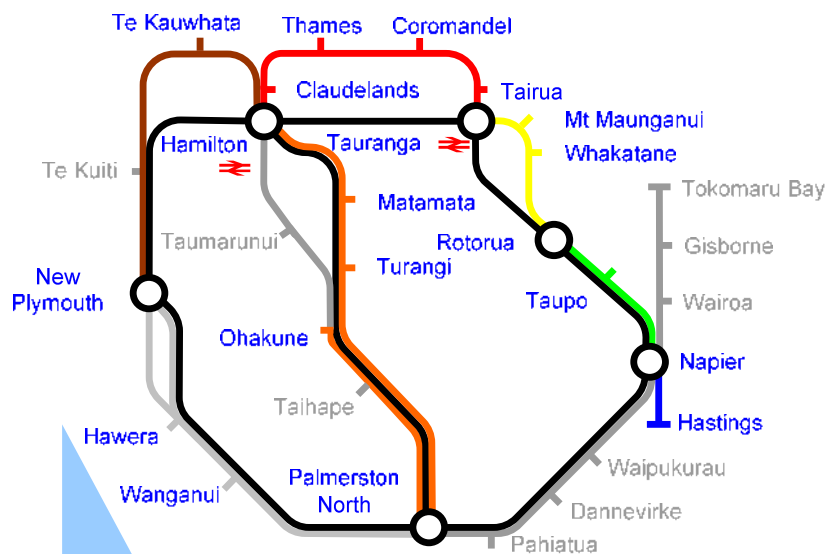 Te Kauwhata
Thames
Coromandel
Claudelands
Tairua
Mt Maunganui
Hamilton
Tauranga
Whakatane
Te Kuiti
Tokomaru Bay
Matamata
Taumarunui
Rotorua
Gisborne
Turangi
New
Plymouth
Taupo
Wairoa
Ohakune
Napier
Taihape
Hastings
Hawera
Waipukurau
Wanganui
Palmerston
North
Dannevirke
Pahiatua